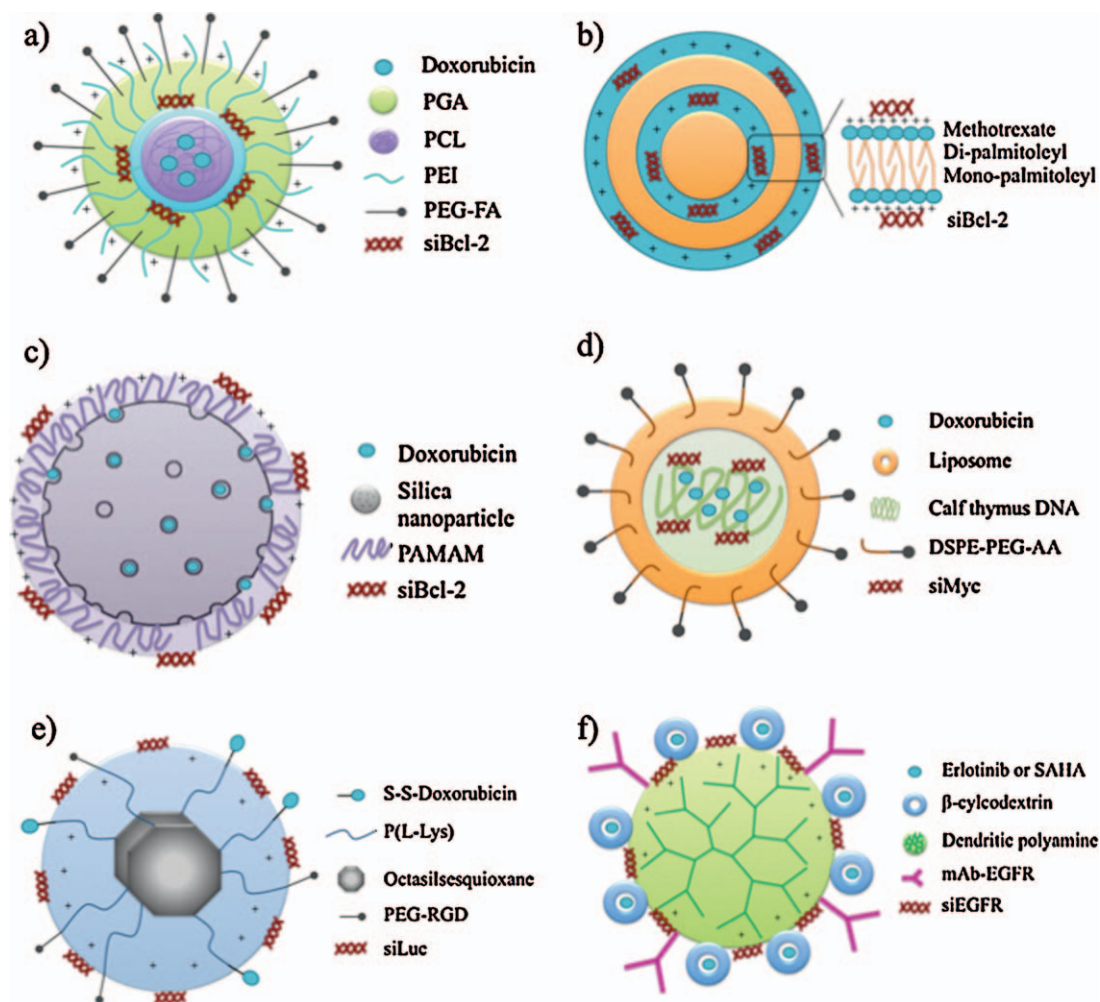 a)
Doxorubicin
PGA
PCL
PEI
PEG-FA
siBcl-2
b)
Methotrexate
Di-palmitoleyl
Mono-palmitoleyl
siBcl-2
c)
Doxorubicin
Silica
nanoparticle
PAMAM
siBcl-2
d)
Doxorubicin
Liposome
Calf thymus DNA
DSPE-PEG-AA
siMyc
e)
S-S-Doxorubicin
P(L-Lys)
Octasilsesquioxane
PEG-RGD
siLuc
f)
Erlotinib or SAHA
β-cylcodextrin
Dendritic polyamine
mAb-EGFR
siEGFR